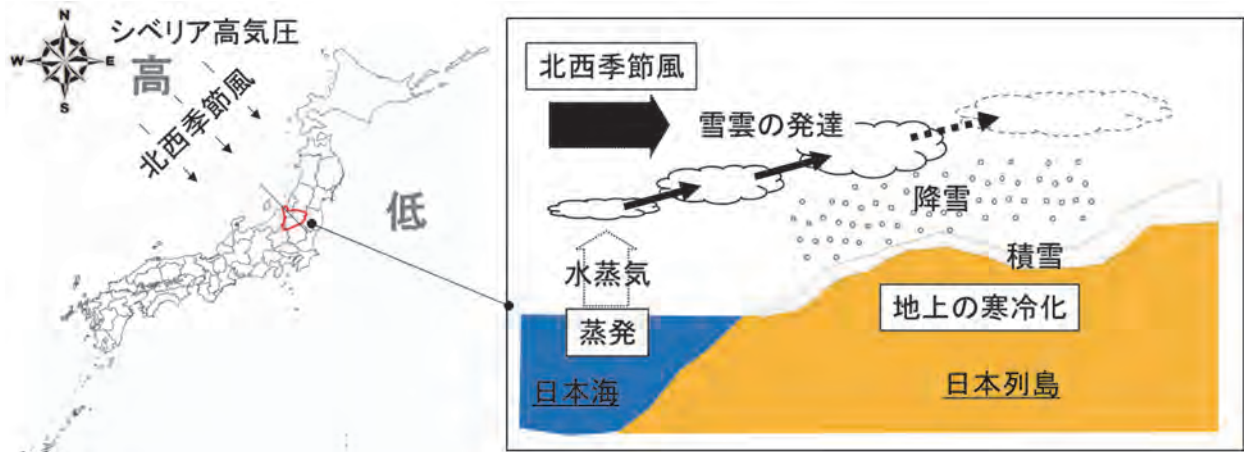 N
W
E
S
シベリア高気圧
高
北西季節風
低
北西季節風
雪雲の発達
降雪
積雪
水蒸気
蒸発
地上の寒冷化
日本海
日本列島